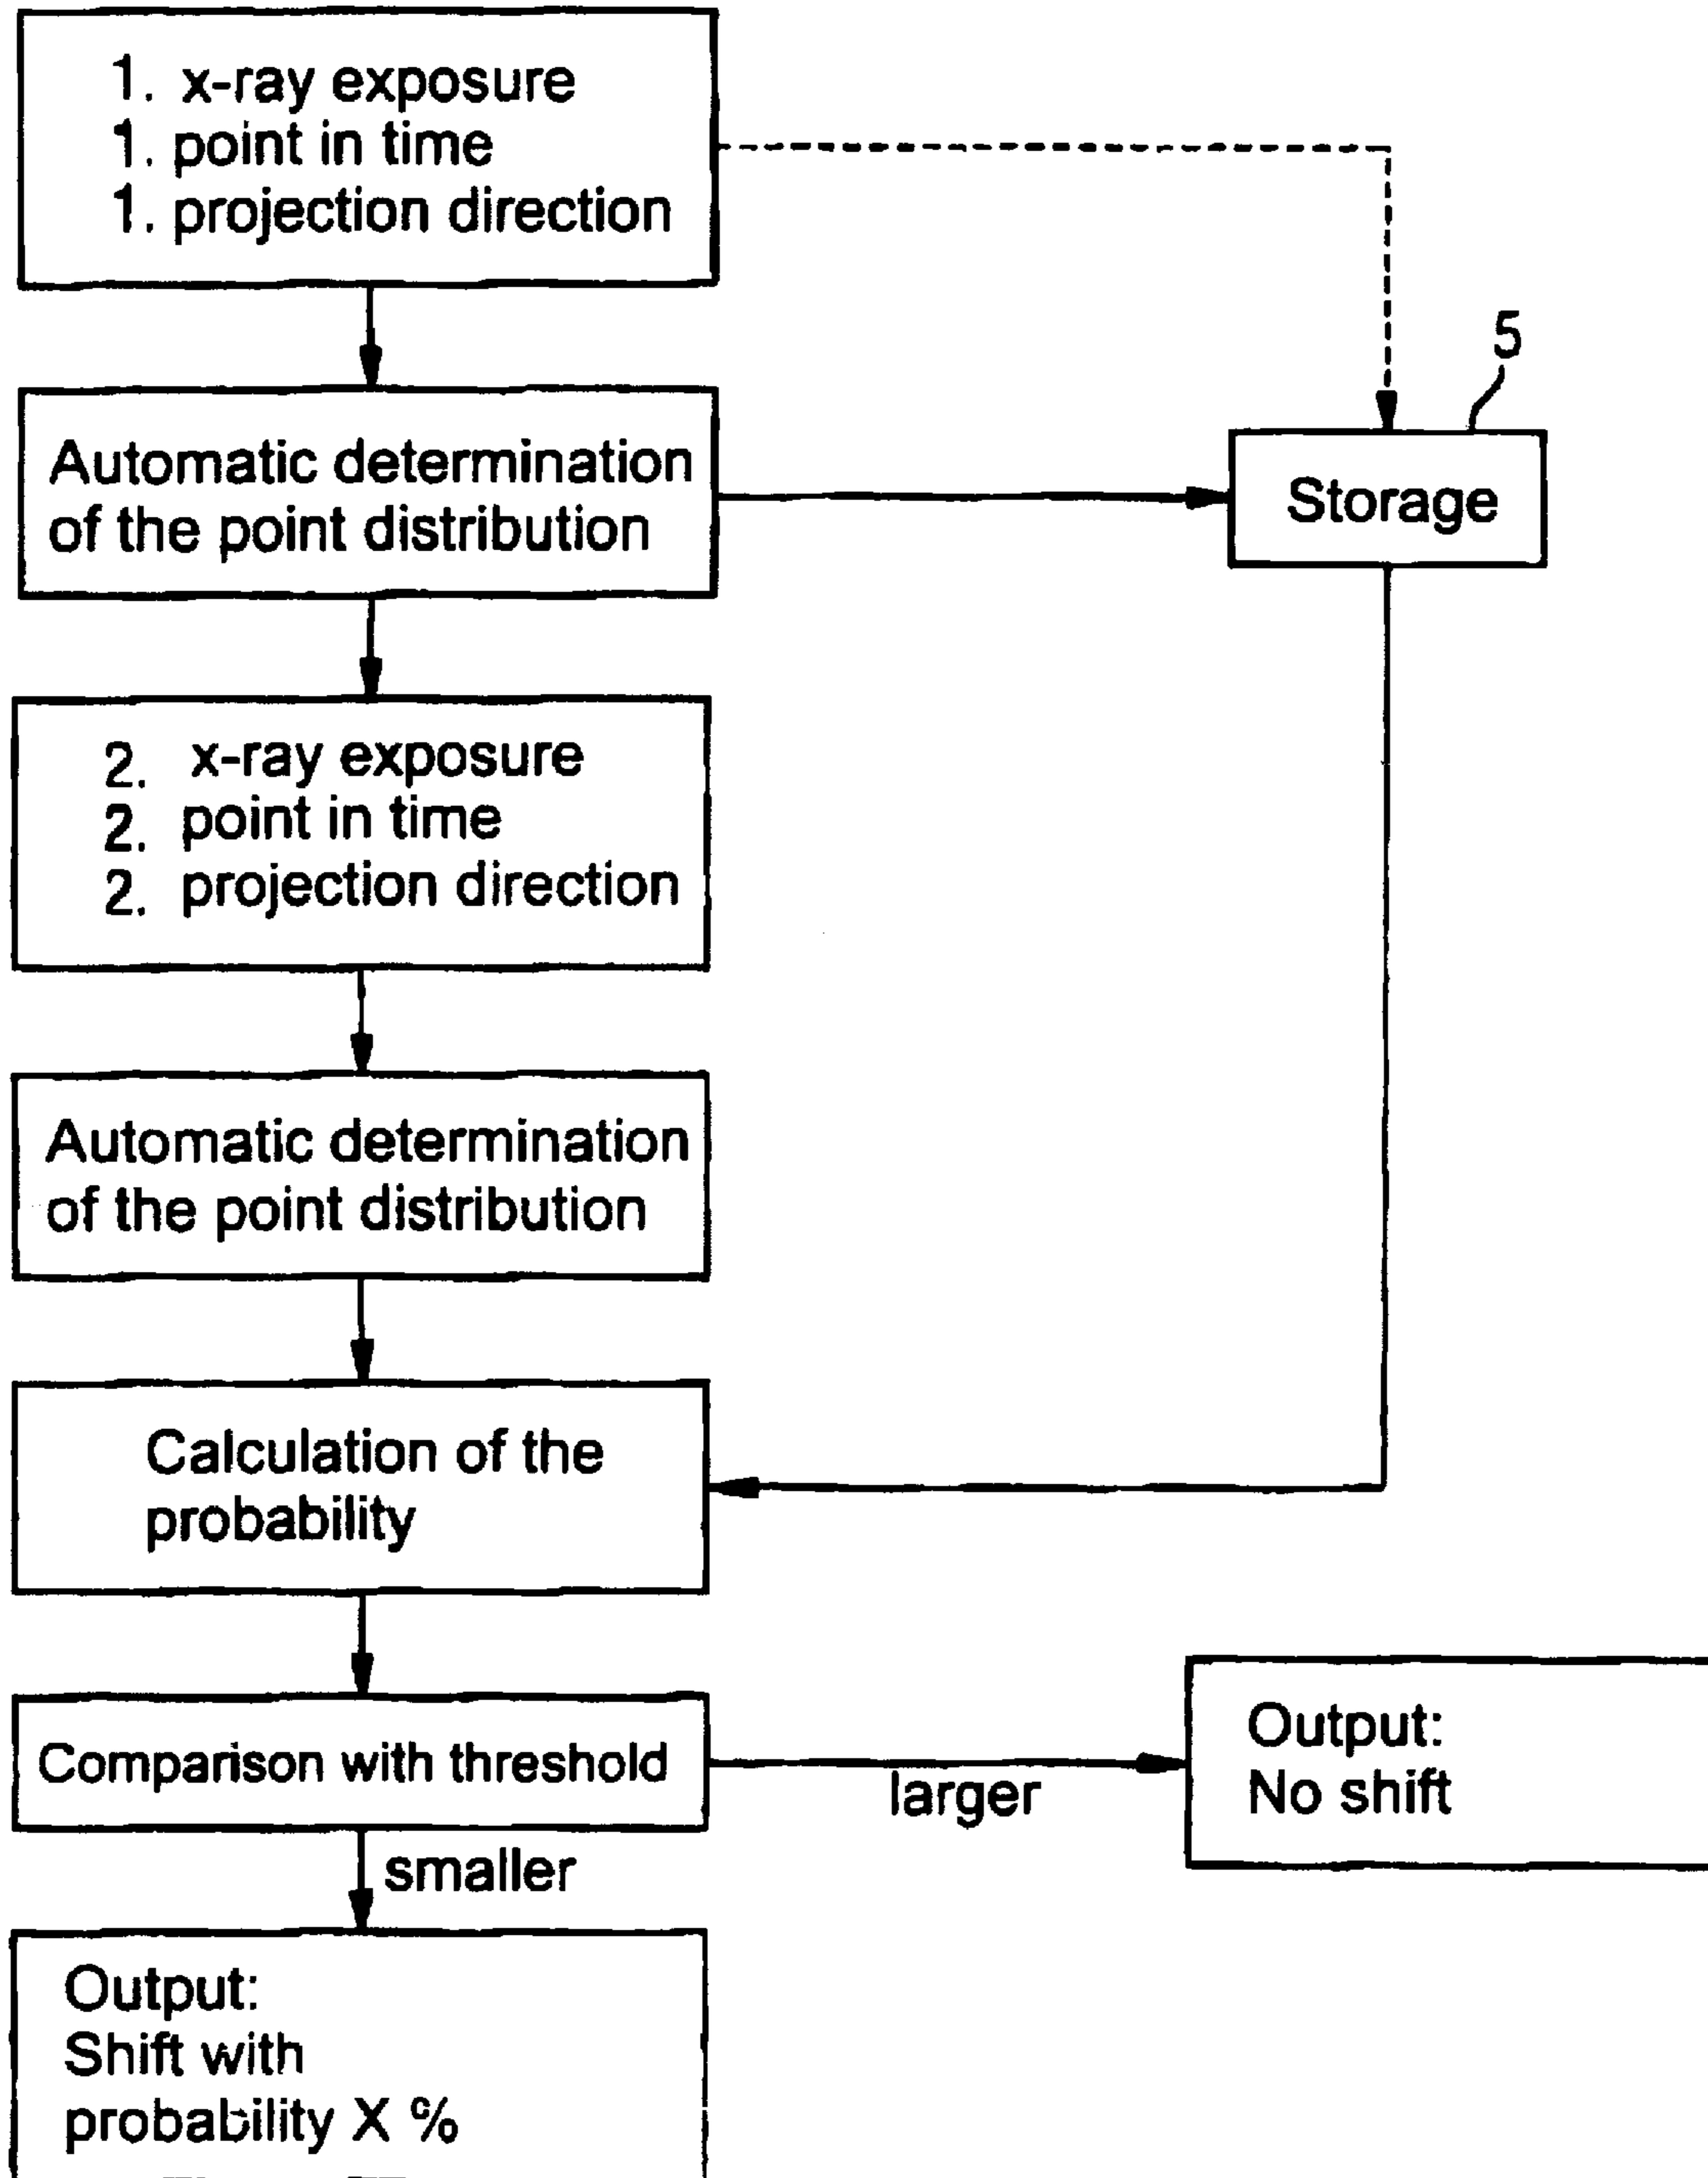 1. x-ray exposure
1. point in time
1. projection direction
5
Automatic determination
of the point distribution
Storage
2. x-ray exposure
2. point in time
2. projection direction
Automatic determination
of the point distribution
Calculation of the
probability
Comparison with threshold
larger
Output:
No shift
smaller
Output:
Shift with
probability X %